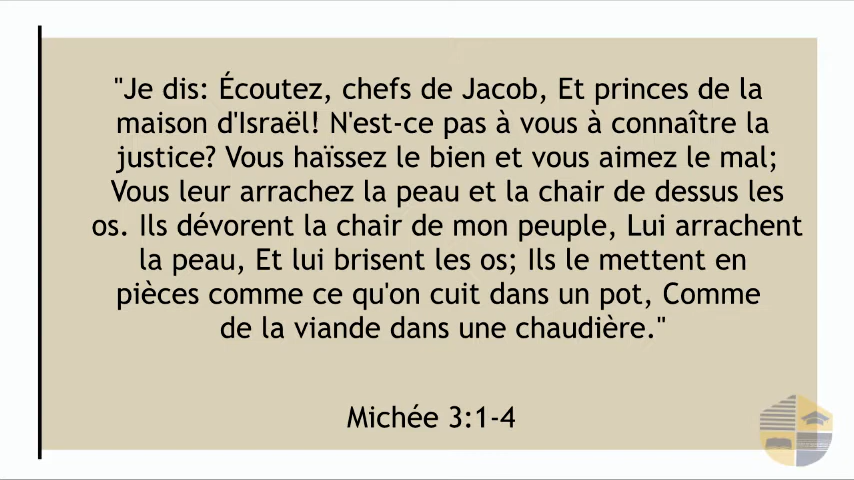 "Je dis: Écoutez, chefs de Jacob, Et princes de la
maison d'Israël! N'est-ce pas à vous à connaître la
justice? Vous haïssez le bien et vous aimez le mal;
Vous leur arrachez la peau et la chair de dessus les
os. Ils dévorent la chair de mon peuple, Lui arrachent
la peau, Et lui brisent les os; Ils le mettent en
pièces comme ce qu'on cuit dans un pot, Comme
de la viande dans une chaudière."
Michée 3:1-4